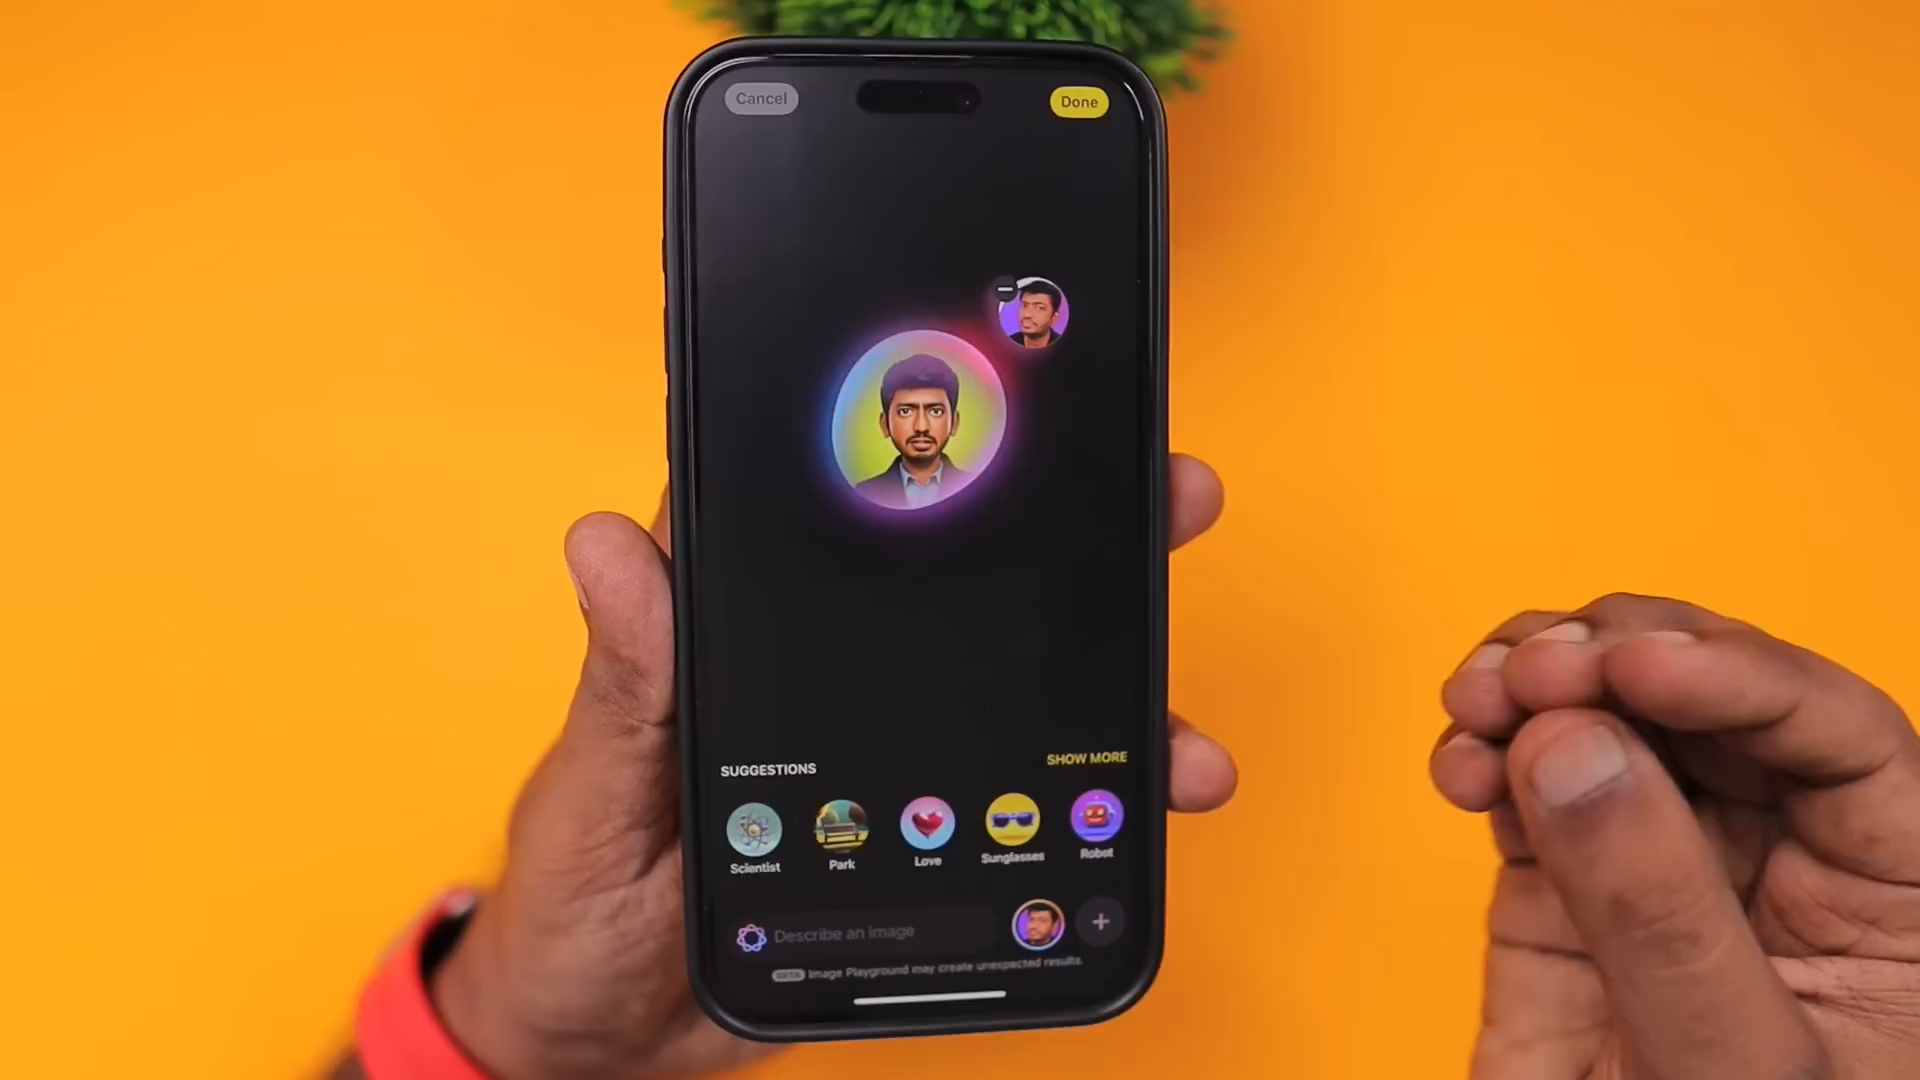 Cancel
Done
SUGGESTIONS
SHOW MORE
Scientist
Park
Love
Sunglasses
Robot
Describe an image
BETA Image Playground may create unexpected results.